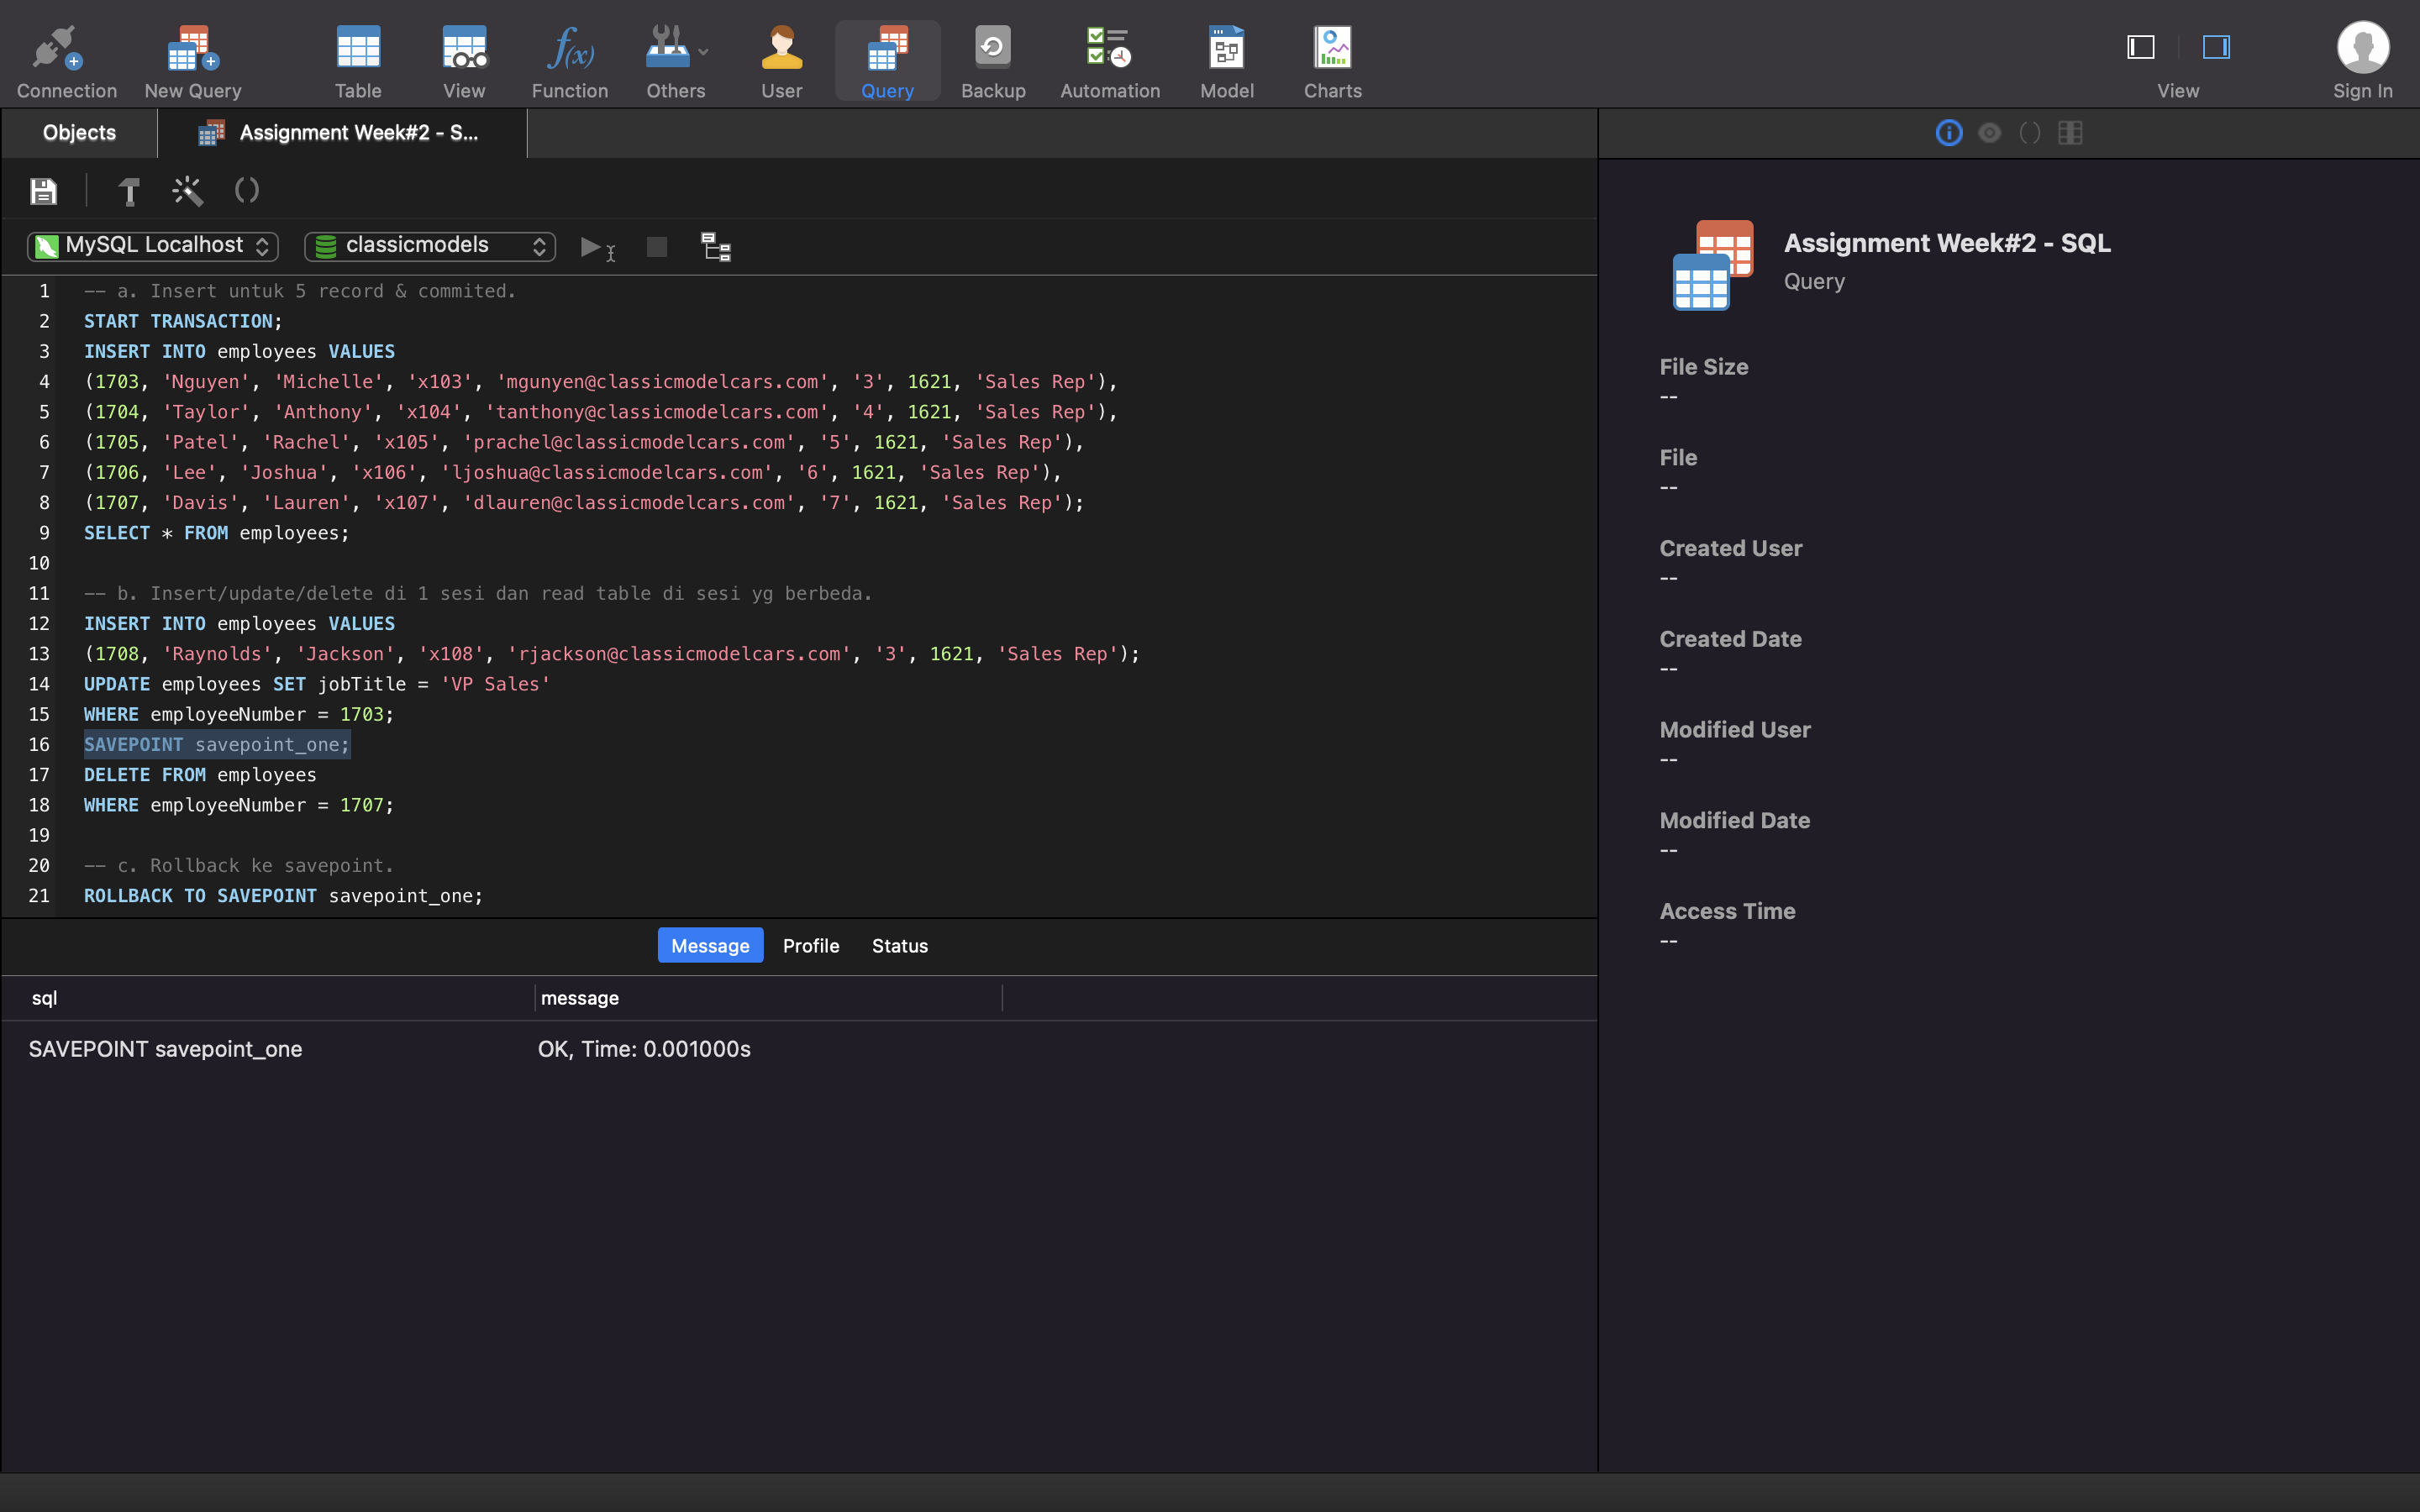 Connection New Query Table View Function Others User Query Backup Automation Model Charts View Sign In
Objects Assignment Week#2 - S...
MySQL Localhost classicmodels
1 -- a. Insert untuk 5 record & commited.
2 START TRANSACTION;
3 INSERT INTO employees VALUES
4 (1703, 'Nguyen', 'Michelle', 'x103', 'mgunyen@classicmodelcars.com', '3', 1621, 'Sales Rep'),
5 (1704, 'Taylor', 'Anthony', 'x104', 'tanthony@classicmodelcars.com', '4', 1621, 'Sales Rep'),
6 (1705, 'Patel', 'Rachel', 'x105', 'prachel@classicmodelcars.com', '5', 1621, 'Sales Rep'),
7 (1706, 'Lee', 'Joshua', 'x106', 'ljoshua@classicmodelcars.com', '6', 1621, 'Sales Rep'),
8 (1707, 'Davis', 'Lauren', 'x107', 'dlauren@classicmodelcars.com', '7', 1621, 'Sales Rep');
9 SELECT * FROM employees;
10
11 -- b. Insert/update/delete di 1 sesi dan read table di sesi yg berbeda.
12 INSERT INTO employees VALUES
13 (1708, 'Raynolds', 'Jackson', 'x108', 'rjackson@classicmodelcars.com', '3', 1621, 'Sales Rep');
14 UPDATE employees SET jobTitle = 'VP Sales'
15 WHERE employeeNumber = 1703;
16 SAVEPOINT savepoint_one;
17 DELETE FROM employees
18 WHERE employeeNumber = 1707;
19
20 -- c. Rollback ke savepoint.
21 ROLLBACK TO SAVEPOINT savepoint_one;
Message Profile Status
sql message
SAVEPOINT savepoint_one OK, Time: 0.001000s
Assignment Week#2 - SQL
Query
File Size
--
File
--
Created User
--
Created Date
--
Modified User
--
Modified Date
--
Access Time
--